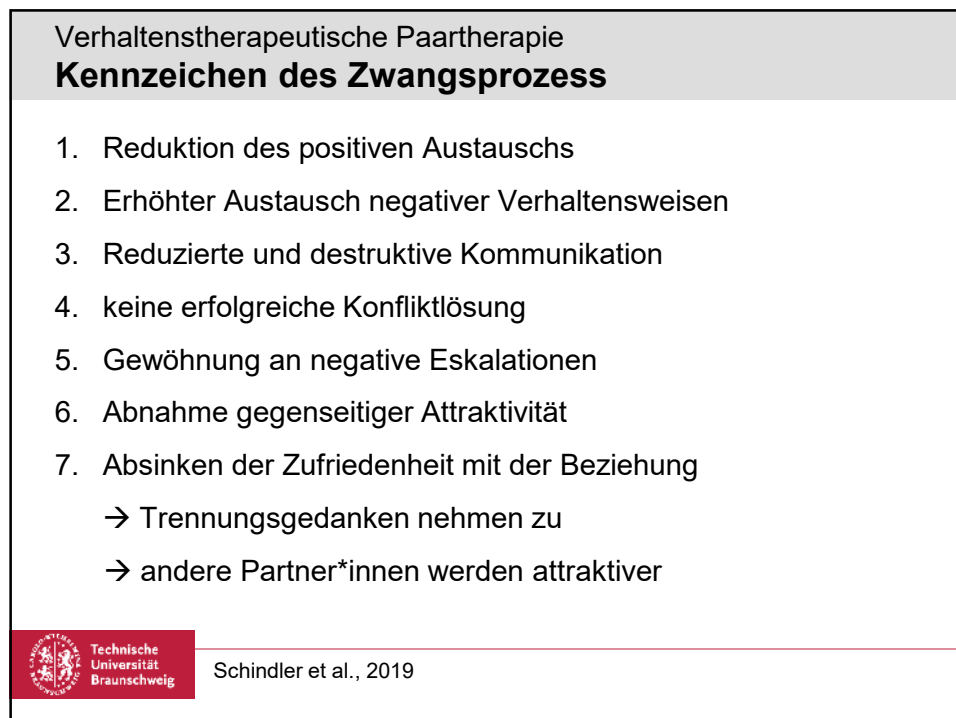 Verhaltenstherapeutische Paartherapie
Kennzeichen des Zwangsprozess
1. Reduktion des positiven Austauschs
2. Erhöhter Austausch negativer Verhaltensweisen
3. Reduzierte und destruktive Kommunikation
4. keine erfolgreiche Konfliktlösung
5. Gewöhnung an negative Eskalationen
6. Abnahme gegenseitiger Attraktivität
7. Absinken der Zufriedenheit mit der Beziehung
→ Trennungsgedanken nehmen zu
→ andere Partner*innen werden attraktiver
Technische
Universität
Braunschweig
Schindler et al., 2019